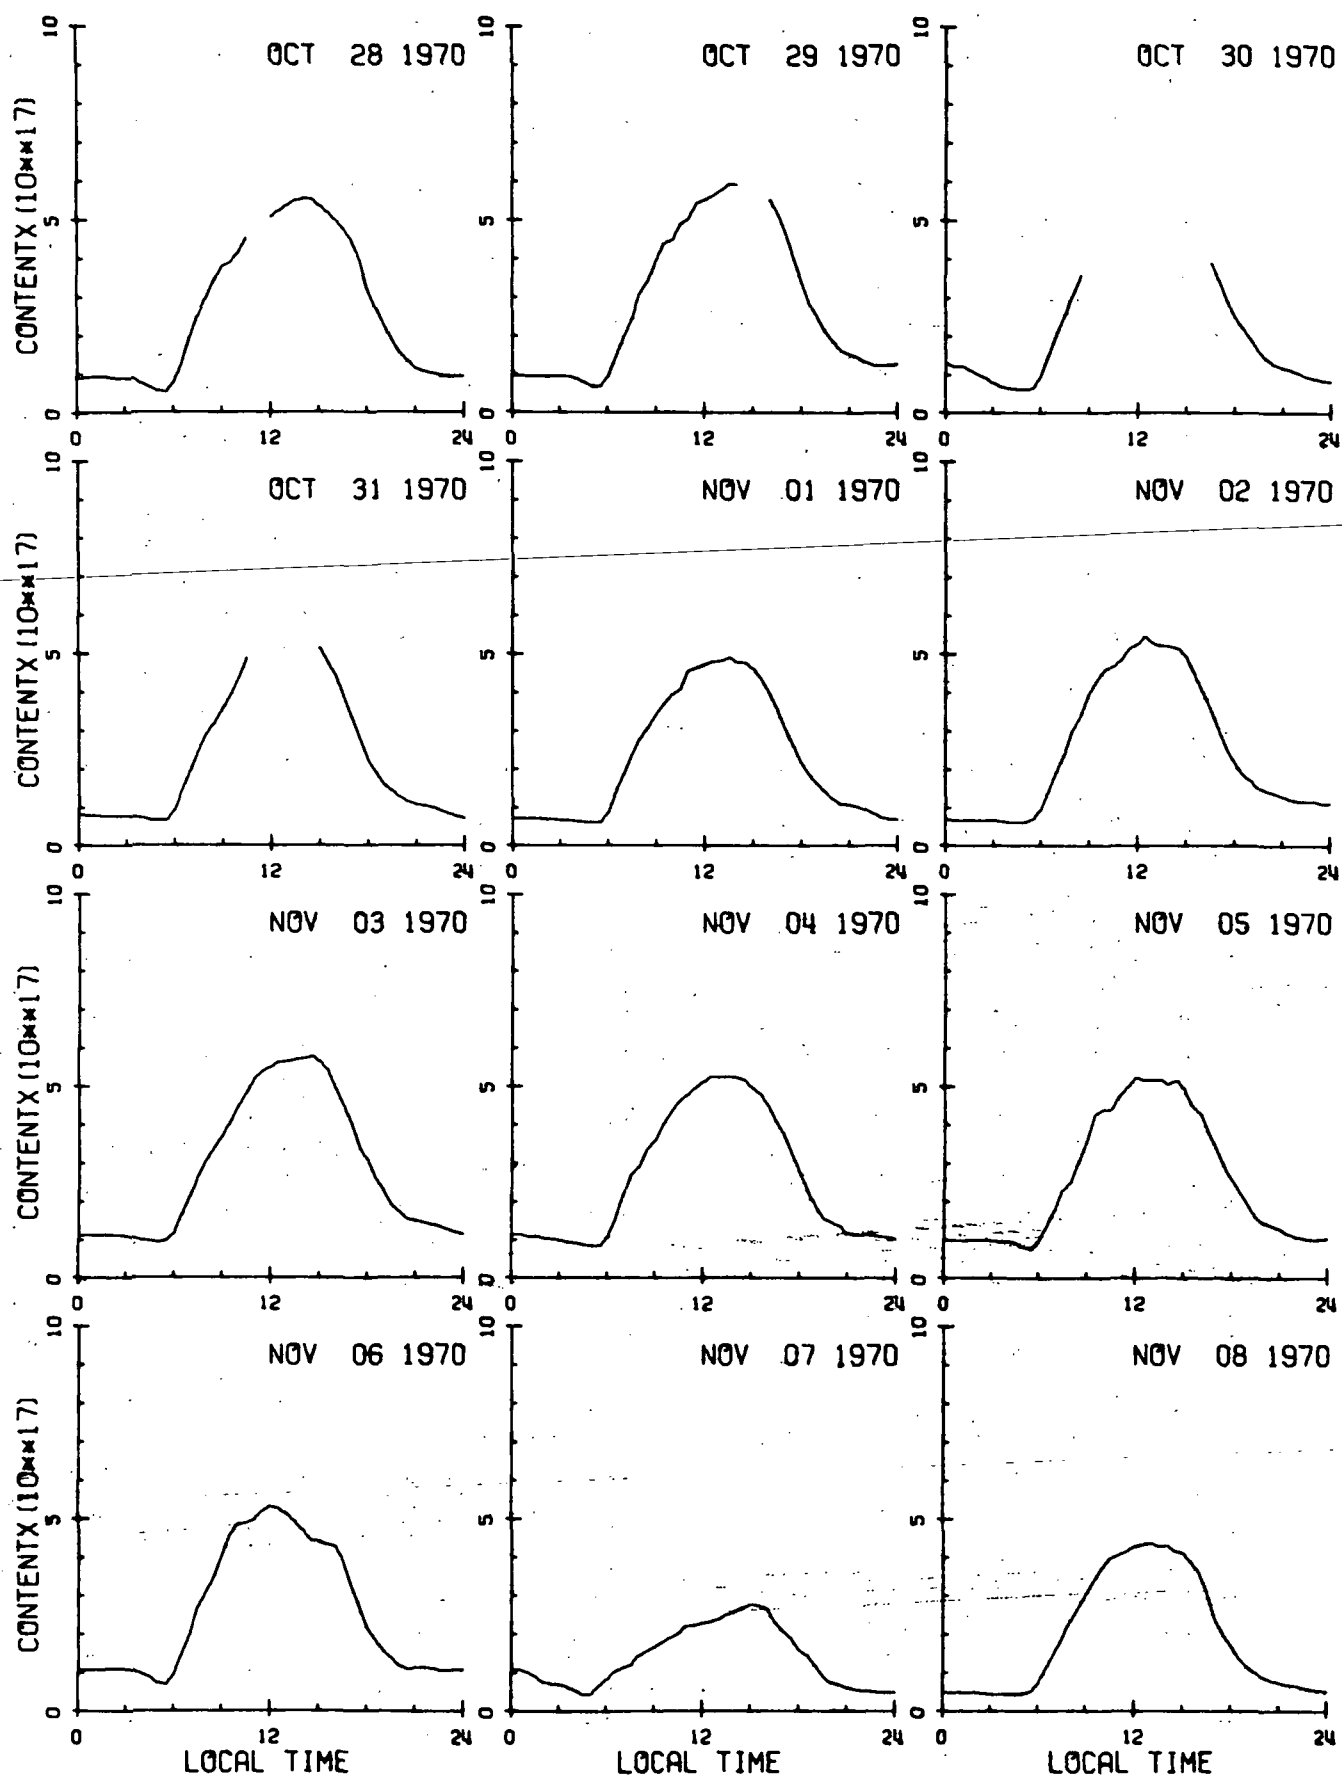 OCT 28 1970
OCT 29 1970
OCT 30 1970
CONTENTX (10**17)
10
5
0
0 12 24
10
5
0
0 12 24
10
5
0
0 12 24
OCT 31 1970
NOV 01 1970
NOV 02 1970
CONTENTX (10**17)
10
5
0
0 12 24
10
5
0
0 12 24
10
5
0
0 12 24
NOV 03 1970
NOV 04 1970
NOV 05 1970
CONTENTX (10**17)
10
5
0
0 12 24
10
5
0
0 12 24
10
5
0
0 12 24
NOV 06 1970
NOV 07 1970
NOV 08 1970
CONTENTX (10**17)
10
5
0
0 12 24
10
5
0
0 12 24
10
5
0
0 12 24
LOCAL TIME
LOCAL TIME
LOCAL TIME